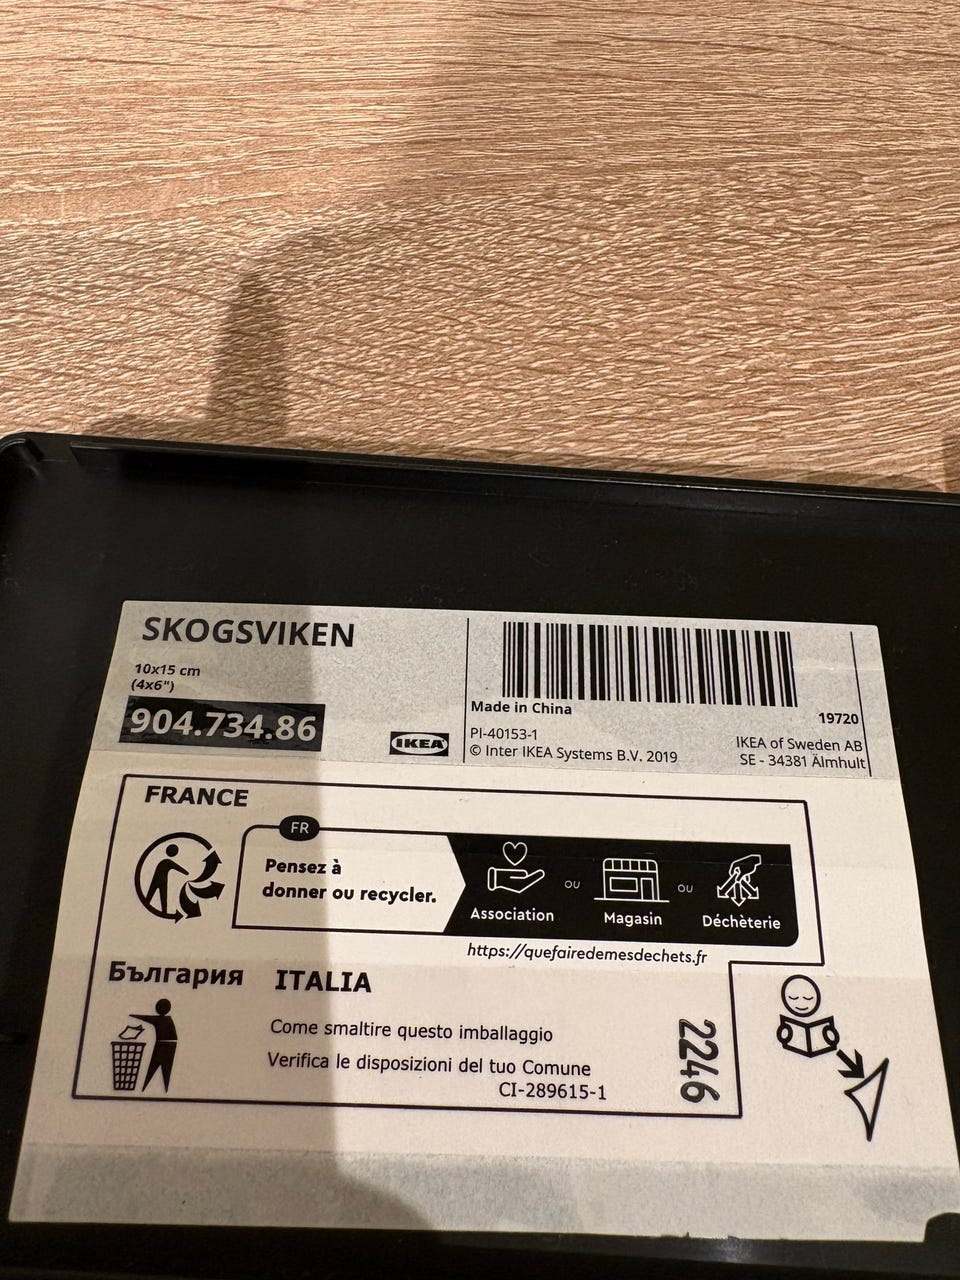 SKOGSVIKEN
10x15 cm
(4x6")
904.734.86
IKEA
Made in China
19720
PI-40153-1
© Inter IKEA Systems B.V. 2019
IKEA of Sweden AB
SE - 34381 Älmhult
FRANCE
FR
Pensez à
donner ou recycler.
Association
ou
Magasin
ou
Déchèterie
https://quefairedemesdechets.fr
България
ITALIA
Come smaltire questo imballaggio
Verifica le disposizioni del tuo Comune
CI-289615-1
2246